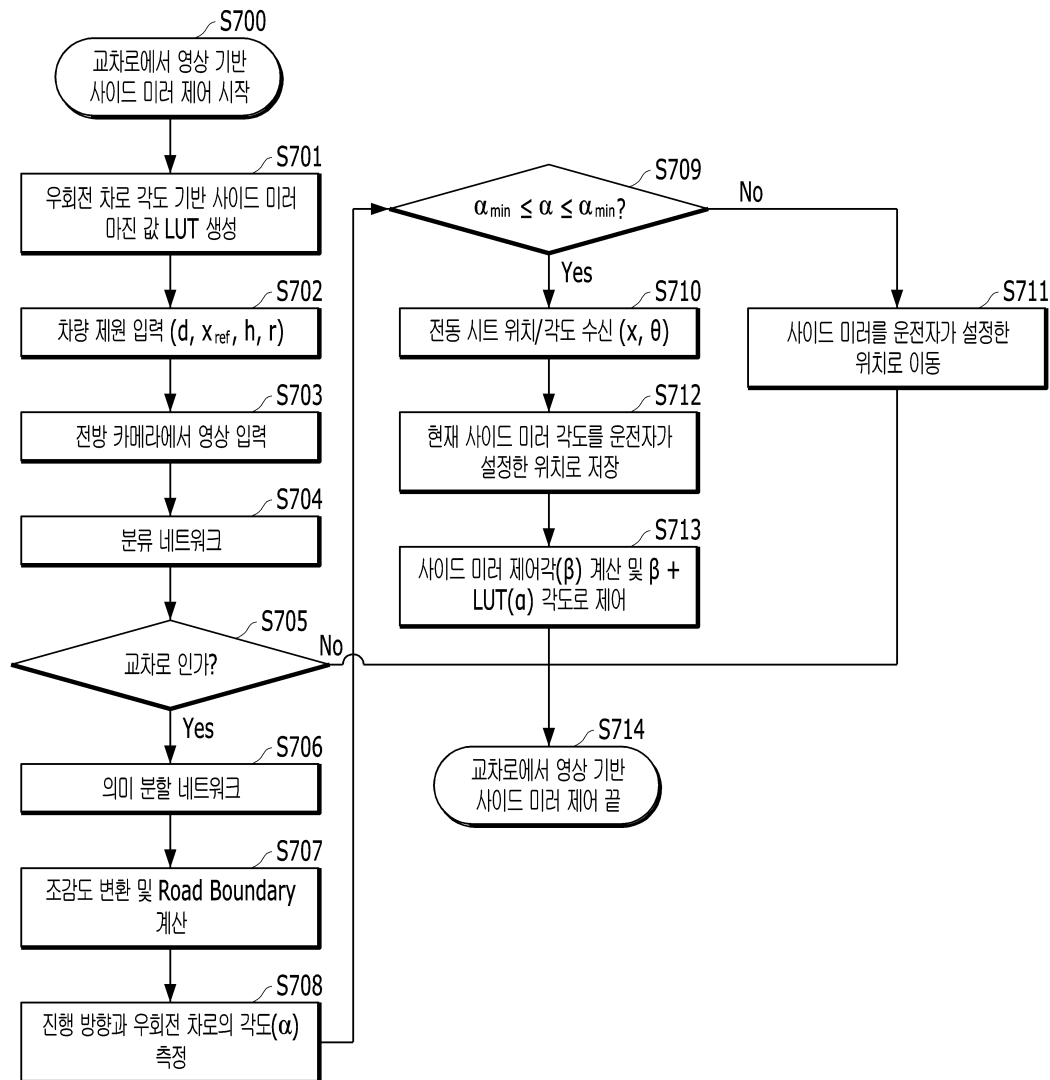 S700
교차로에서 영상 기반
사이드 미러 제어 시작
S701
우회전 차로 각도 기반 사이드 미러
마진 값 LUT 생성
S702
차량 제원 입력 (d, xref, h, r)
S703
전방 카메라에서 영상 입력
S704
분류 네트워크
S705
교차로 인가?
No
Yes
S706
의미 분할 네트워크
S707
조감도 변환 및 Road Boundary
계산
S708
진행 방향과 우회전 차로의 각도(α)
측정
S709
αmin ≤ α ≤ αmin?
No
Yes
S710
전동 시트 위치/각도 수신 (x, θ)
S711
사이드 미러를 운전자가 설정한
위치로 이동
S712
현재 사이드 미러 각도를 운전자가
설정한 위치로 저장
S713
사이드 미러 제어각(β) 계산 및 β +
LUT(α) 각도로 제어
S714
교차로에서 영상 기반
사이드 미러 제어 끝